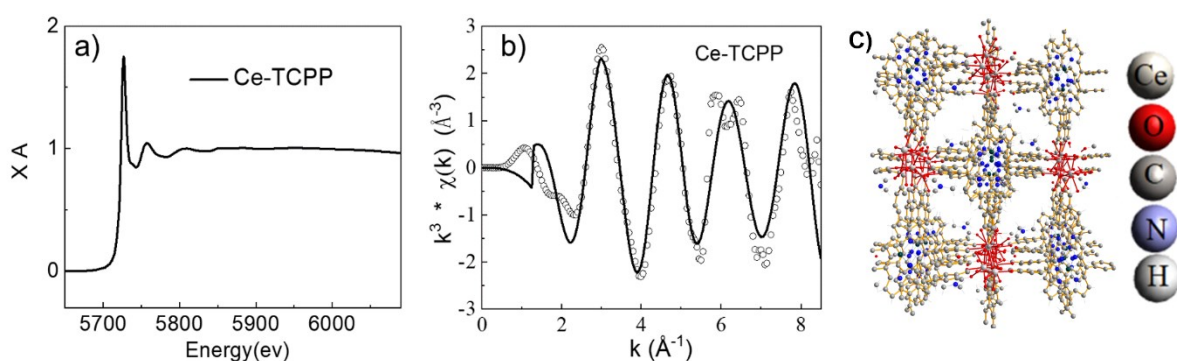 a)
Ce-TCPP
X A
2
1
0
5700 5800 5900 6000
Energy(ev)
b)
Ce-TCPP
k³ * χ(k) (Å⁻³)
3
2
1
0
-1
-2
-3
0 2 4 6 8
k (Å⁻¹)
c)
Ce
O
C
N
H